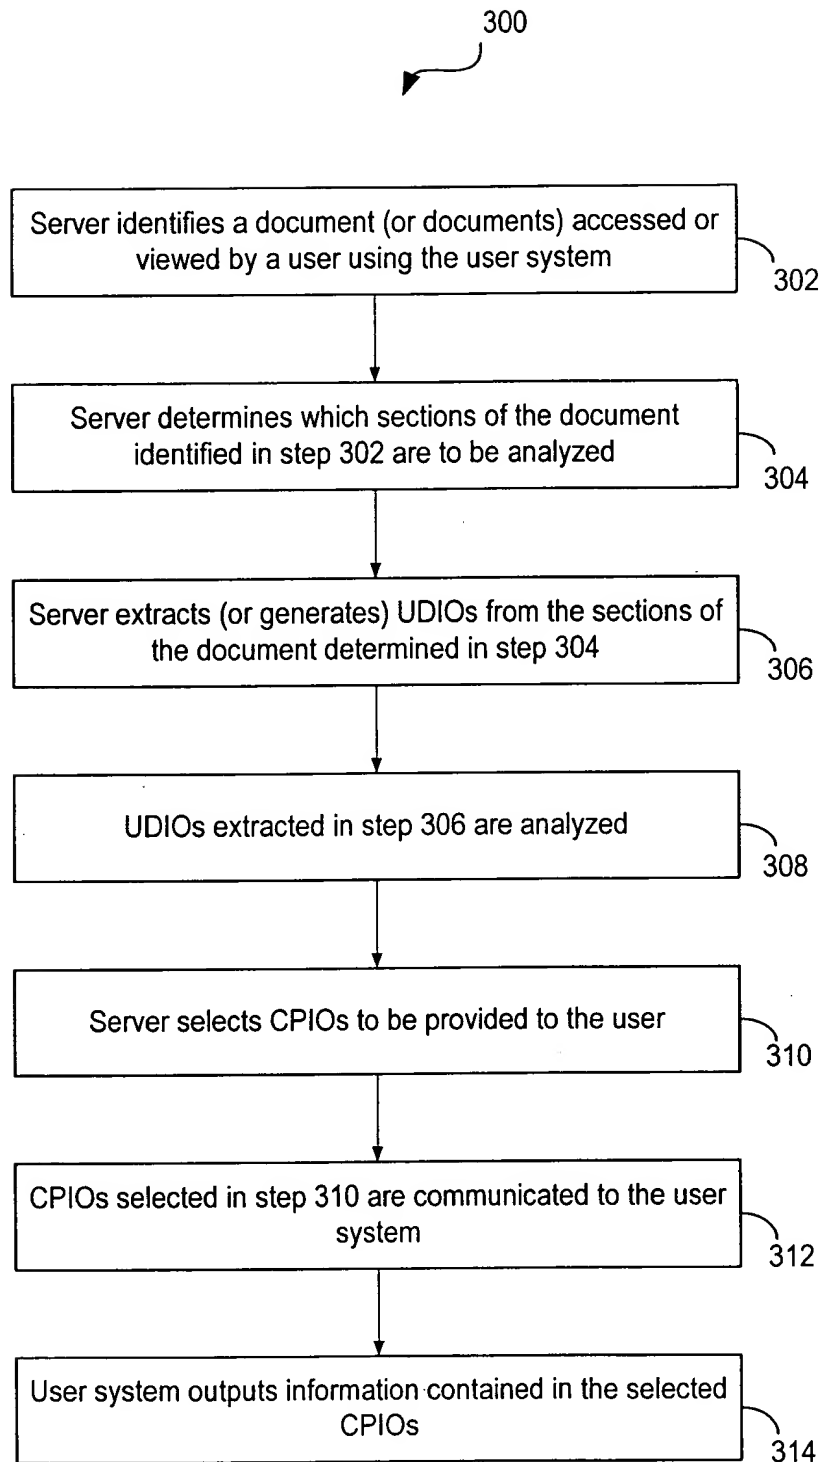 300
Server identifies a document (or documents) accessed or
viewed by a user using the user system
302
Server determines which sections of the document
identified in step 302 are to be analyzed
304
Server extracts (or generates) UDIOs from the sections of
the document determined in step 304
306
UDIOs extracted in step 306 are analyzed
308
Server selects CPIOs to be provided to the user
310
CPIOs selected in step 310 are communicated to the user
system
312
User system outputs information contained in the selected
CPIOs
314